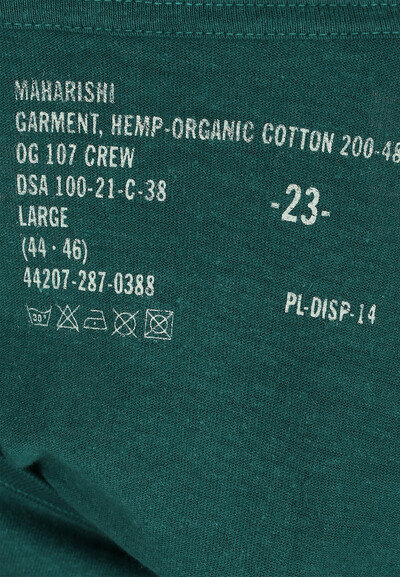 MAHARISHI
GARMENT, HEMP-ORGANIC COTTON 200-48
OG 107 CREW
DSA 100-21-C-38
-23-
LARGE
(44 · 46)
44207-287-0388
PL-DISP-14
30°